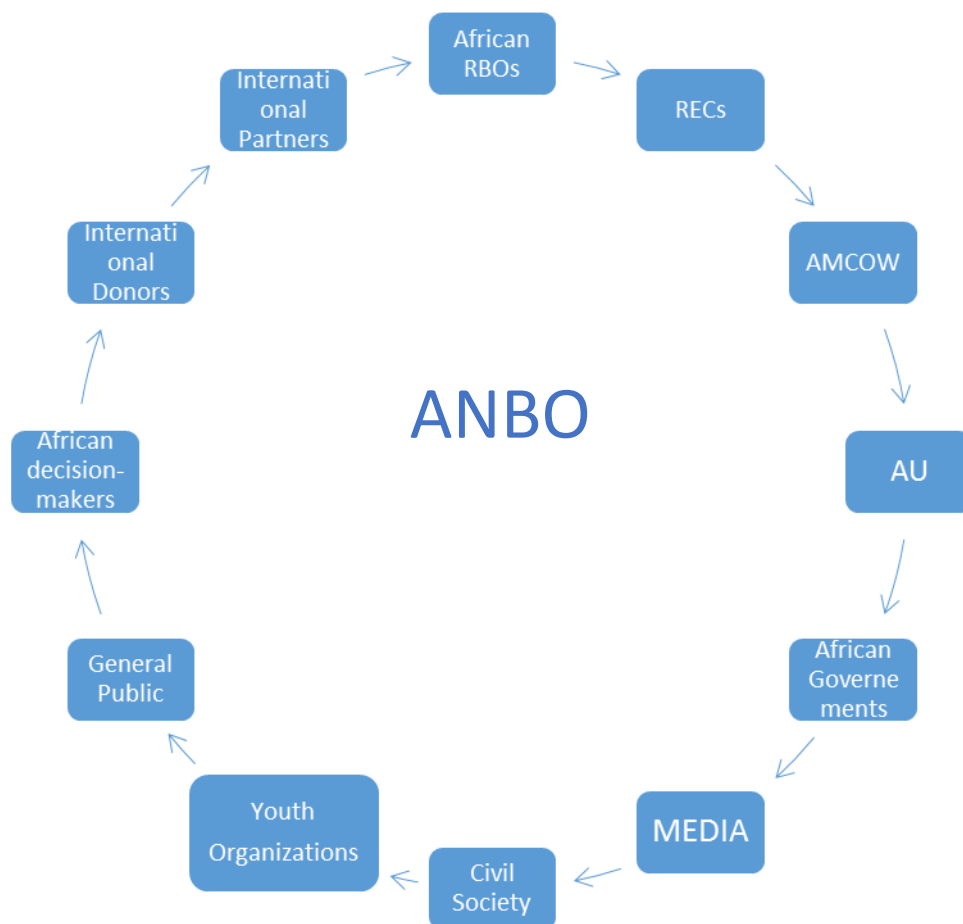 African
RBOs
RECs
AMCOW
AU
African
Governe
ments
MEDIA
Civil
Society
Youth
Organizations
General
Public
African
decision-
makers
Internati
onal
Donors
Internati
onal
Partners
ANBO